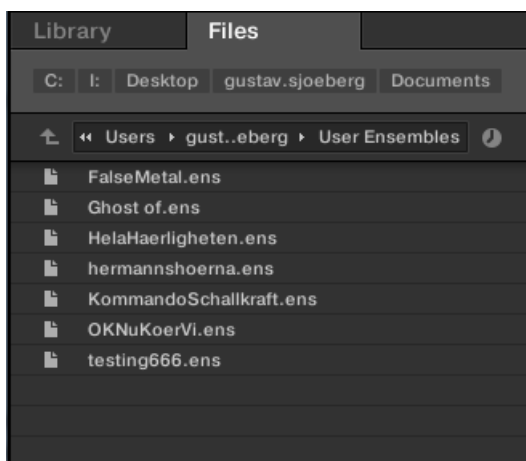 Library Files
C: I: Desktop gustav.sjoeberg Documents
Users gust..eberg User Ensembles
FalseMetal.ens
Ghost of.ens
HelaHaerligheten.ens
hermannshoerna.ens
KommandoSchallkraft.ens
OKNuKoerVi.ens
testing666.ens